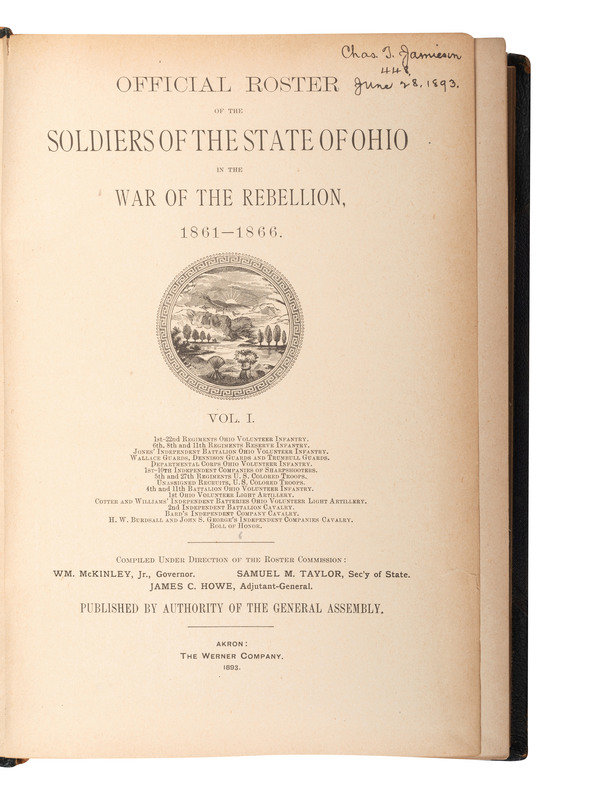 Chas. T. Jamieson
448
June 28, 1893.
OFFICIAL ROSTER
OF THE
SOLDIERS OF THE STATE OF OHIO
IN THE
WAR OF THE REBELLION,
1861–1866.
VOL. I.
1st-22nd Regiments Ohio Volunteer Infantry.
6th, 8th and 11th Regiments Reserve Infantry.
Jones' Independent Battalion Ohio Volunteer Infantry.
Wallace Guards, Dennison Guards and Trumbull Guards.
Departmental Corps Ohio Volunteer Infantry.
1st-10th Independent Companies of Sharpshooters.
5th and 27th Regiments U. S. Colored Troops.
Unassigned Recruits, U. S. Colored Troops.
4th and 11th Battalion Ohio Volunteer Infantry.
1st Ohio Volunteer Light Artillery.
Cotter and Williams' Independent Batteries Ohio Volunteer Light Artillery.
2nd Independent Battalion Cavalry.
Bard's Independent Company Cavalry.
H. W. Burdsall and John S. George's Independent Companies Cavalry.
Roll of Honor.
Compiled Under Direction of the Roster Commission:
WM. McKINLEY, Jr., Governor. SAMUEL M. TAYLOR, Sec'y of State.
JAMES C. HOWE, Adjutant-General.
PUBLISHED BY AUTHORITY OF THE GENERAL ASSEMBLY.
AKRON:
The Werner Company.
1893.